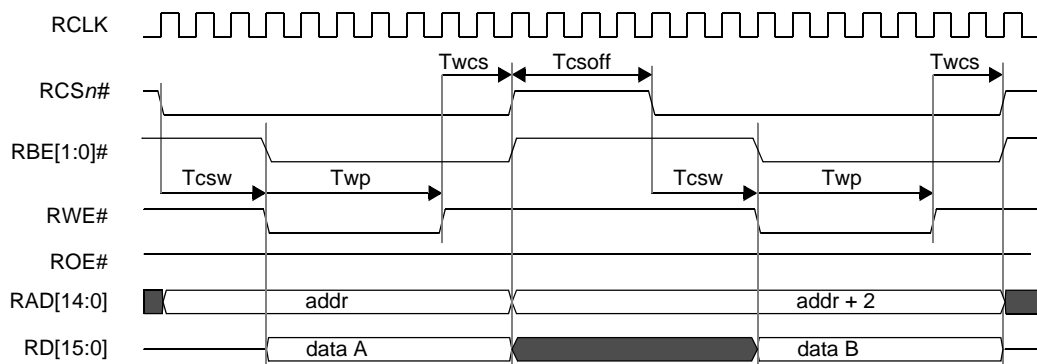 RCLK
Twcs Tcsoff Twcs
RCSn#
RBE[1:0]#
Tcsw Twp Tcsw Twp
RWE#
ROE#
RAD[14:0] addr addr + 2
RD[15:0] data A data B